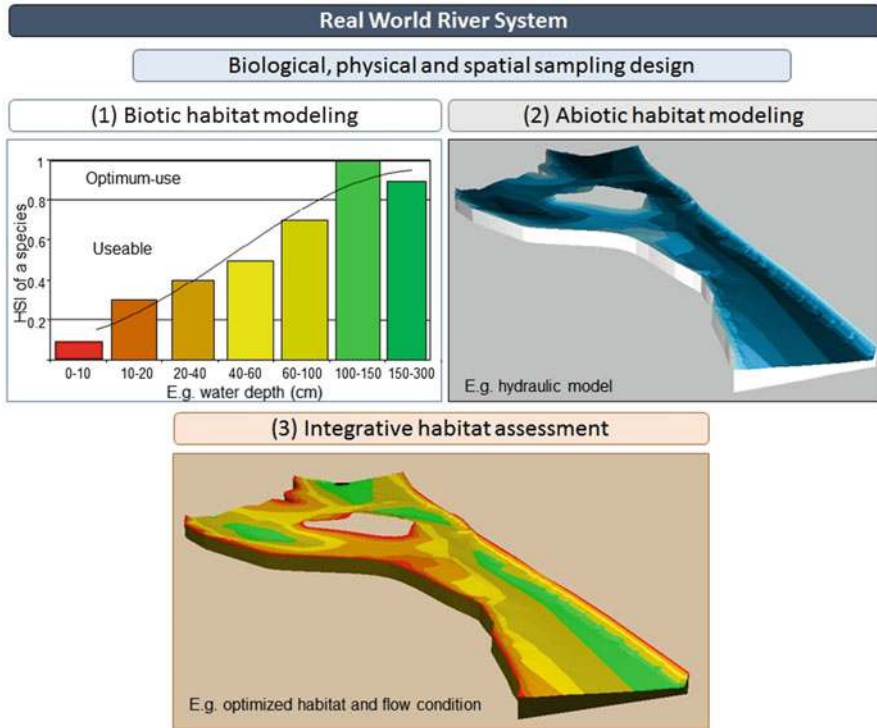 Real World River System
Biological, physical and spatial sampling design
(1) Biotic habitat modeling
(2) Abiotic habitat modeling
HSI of a species
1
0.8
0.6
0.4
0.2
Optimum-use
Useable
0-10 10-20 20-40 40-60 60-100 100-150 150-300
E.g. water depth (cm)
E.g. hydraulic model
(3) Integrative habitat assessment
E.g. optimized habitat and flow condition